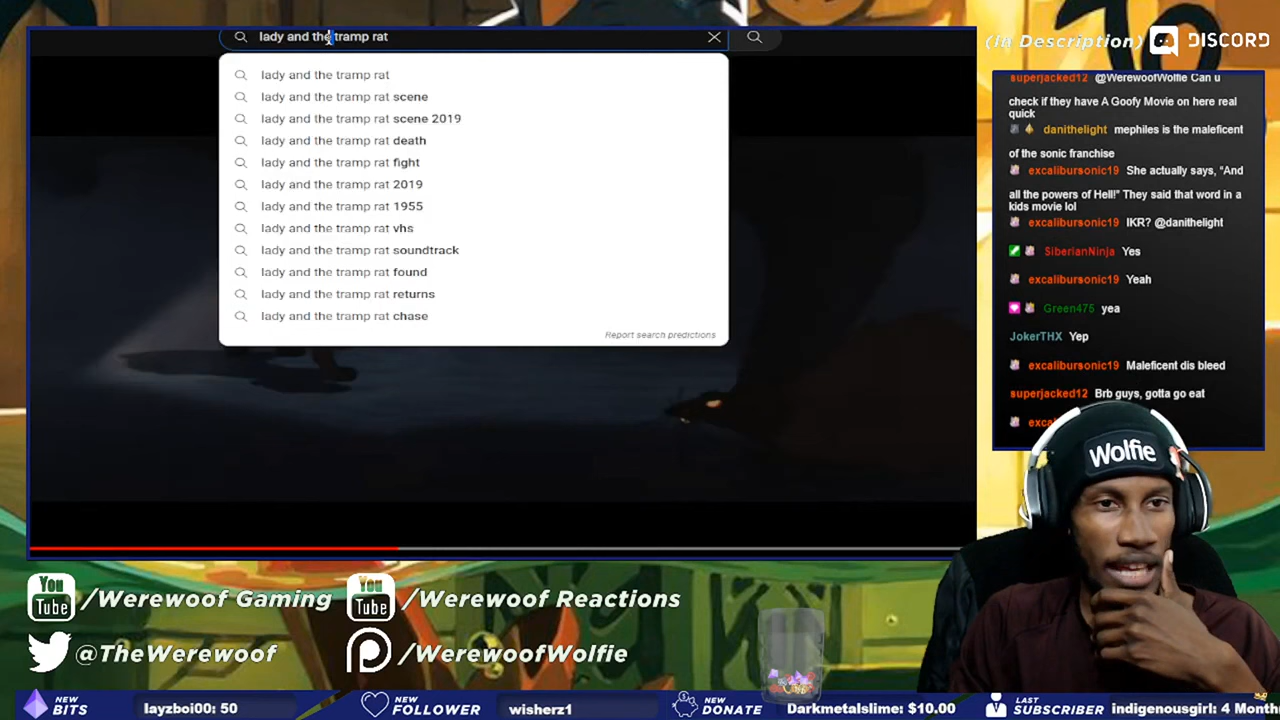 lady and the tramp rat
lady and the tramp rat
lady and the tramp rat scene
lady and the tramp rat scene 2019
lady and the tramp rat death
lady and the tramp rat fight
lady and the tramp rat 2019
lady and the tramp rat 1955
lady and the tramp rat vhs
lady and the tramp rat soundtrack
lady and the tramp rat found
lady and the tramp rat returns
lady and the tramp rat chase
Report search predictions
(In Description) DISCORD
superjacked12 @WerewoofWolfie Can u
check if they have A Goofy Movie on here real
quick
danithelight mephiles is the maleficent
of the sonic franchise
excalibursonic19 She actually says, “And
all the powers of Hell!” They said that word in a
kids movie lol
excalibursonic19 IKR? @danithelight
SiberianNinja Yes
excalibursonic19 Yeah
Green475 yea
JokerTHX Yep
excalibursonic19 Maleficent dis bleed
superjacked12 Brb guys, gotta go eat
Wolfie
You Tube /Werewoof Gaming
You Tube /Werewoof Reactions
@TheWerewoof
/WerewoofWolfie
NEW BITS layzboi00: 50
NEW FOLLOWER wisherz1
NEW DONATE Darkmetalslime: $10.00
LAST SUBSCRIBER indigenousgirl: 4 Month